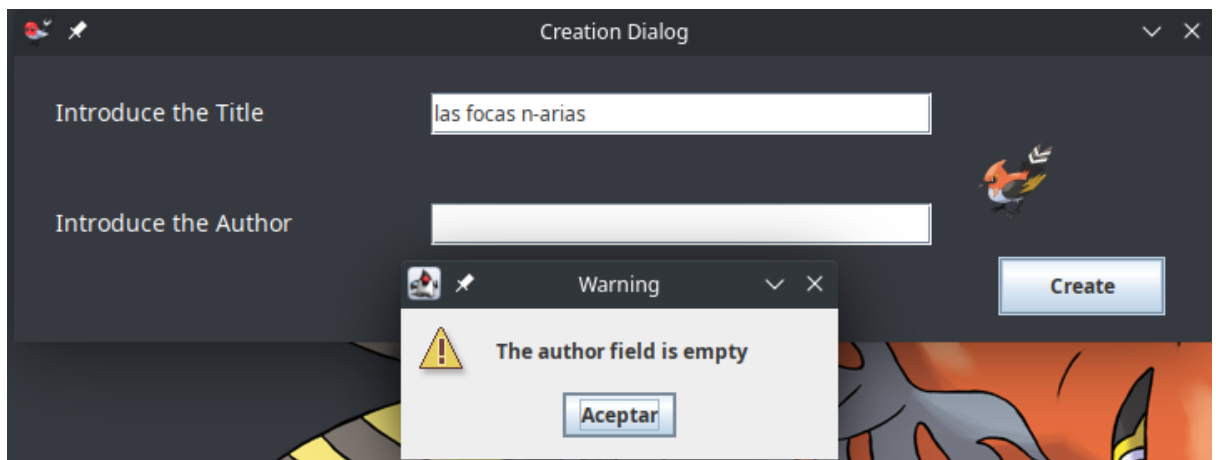 Creation Dialog
Introduce the Title
las focas n-arias
Introduce the Author
Warning
Create
The author field is empty
Aceptar